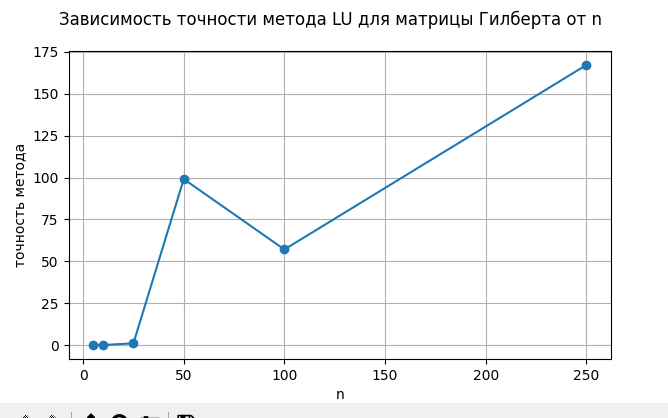 Зависимость точности метода LU для матрицы Гилберта от n
175
150
125
100
75
50
25
0
точность метода
0 50 100 150 200 250
n